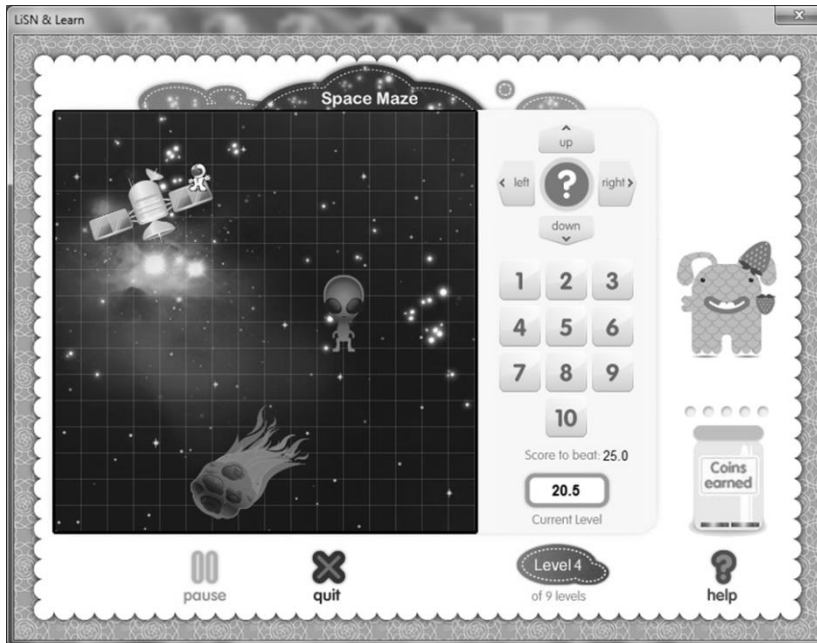 LiSN & Learn
Space Maze
up
left
?
right
down
1 2 3
4 5 6
7 8 9
10
Score to beat: 25.0
20.5
Current Level
Coins
earned
pause
quit
Level 4
of 9 levels
?
help